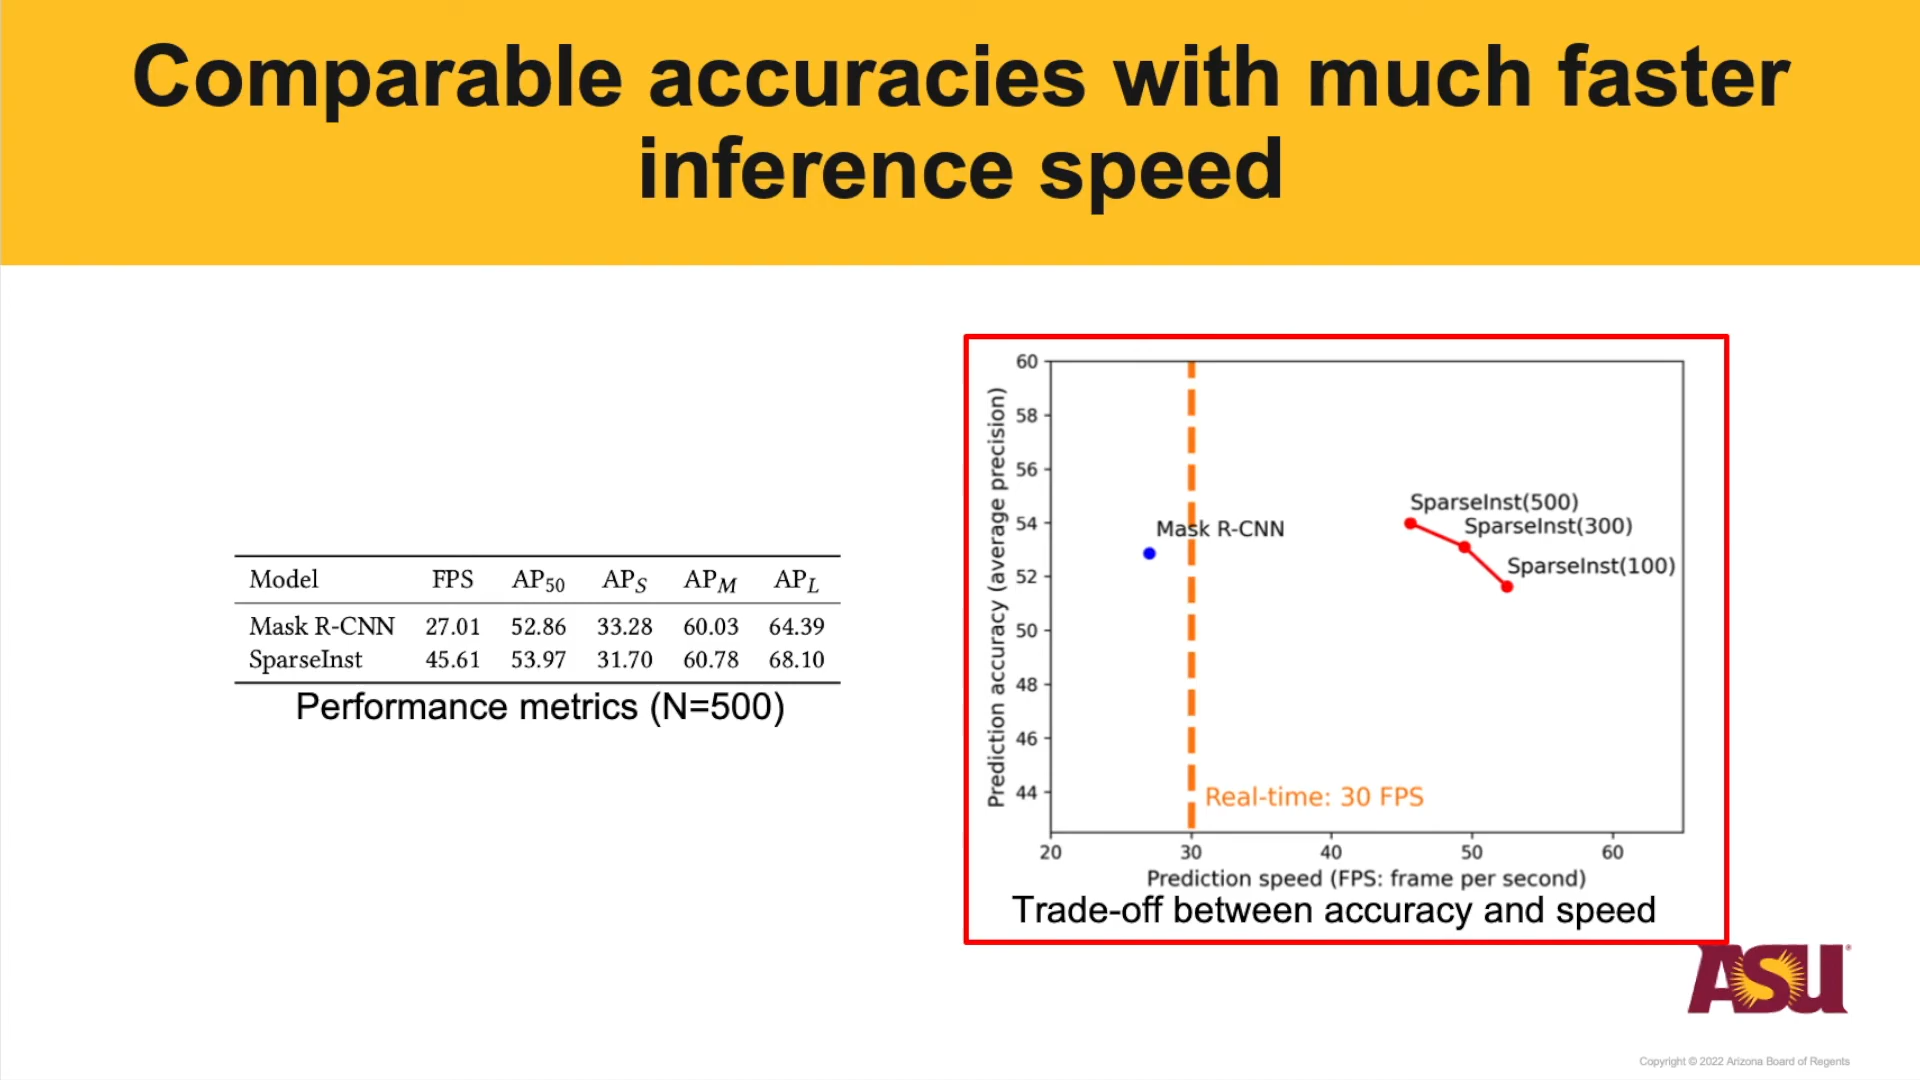 Comparable accuracies with much faster
inference speed
Model FPS AP50 APS APM APL
Mask R-CNN 27.01 52.86 33.28 60.03 64.39
SparseInst 45.61 53.97 31.70 60.78 68.10
Performance metrics (N=500)
Prediction accuracy (average precision)
60
58
56
54
52
50
48
46
44
SparseInst(500)
SparseInst(300)
Mask R-CNN
SparseInst(100)
Real-time: 30 FPS
20 30 40 50 60
Prediction speed (FPS: frame per second)
Trade-off between accuracy and speed
ASU®
Copyright © 2022 Arizona Board of Regents